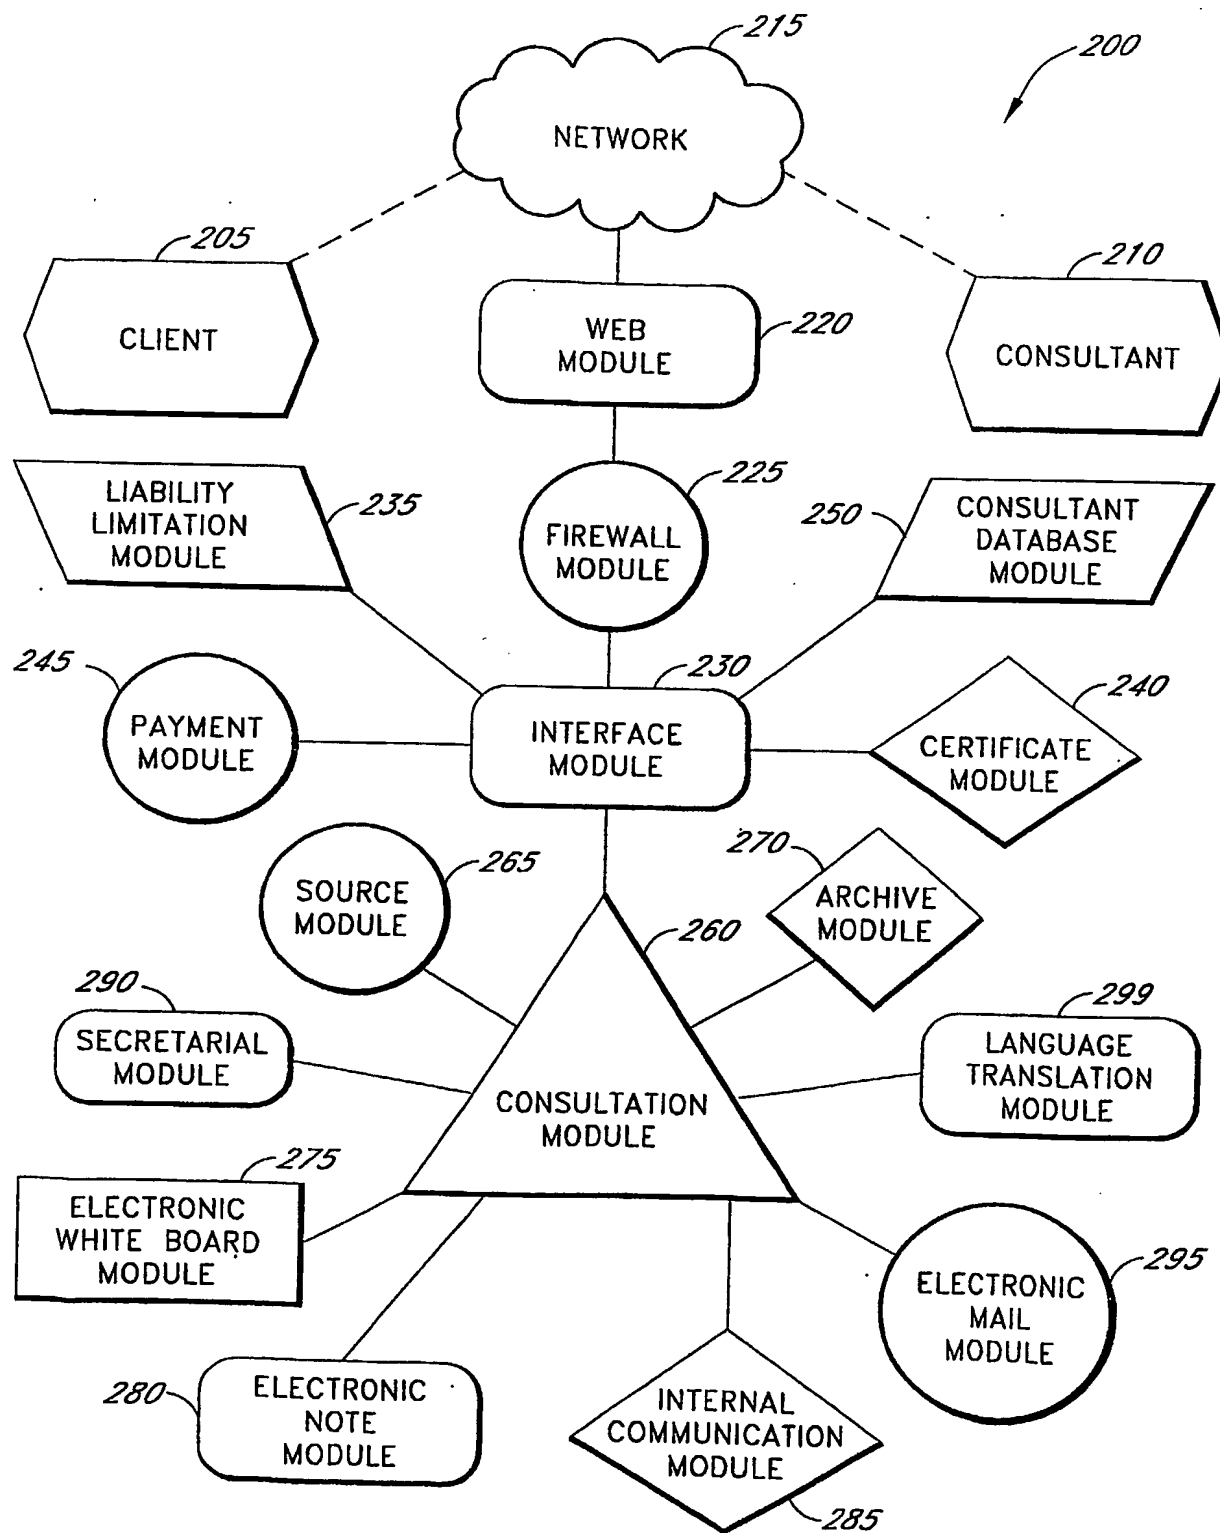 215
200
NETWORK
205
210
CLIENT
WEB
MODULE
220
CONSULTANT
LIABILITY
LIMITATION
MODULE
235
225
FIREWALL
MODULE
250
CONSULTANT
DATABASE
MODULE
245
PAYMENT
MODULE
230
INTERFACE
MODULE
240
CERTIFICATE
MODULE
265
SOURCE
MODULE
270
ARCHIVE
MODULE
260
290
SECRETARIAL
MODULE
299
LANGUAGE
TRANSLATION
MODULE
CONSULTATION
MODULE
275
ELECTRONIC
WHITE BOARD
MODULE
295
ELECTRONIC
MAIL
MODULE
280
ELECTRONIC
NOTE
MODULE
INTERNAL
COMMUNICATION
MODULE
285